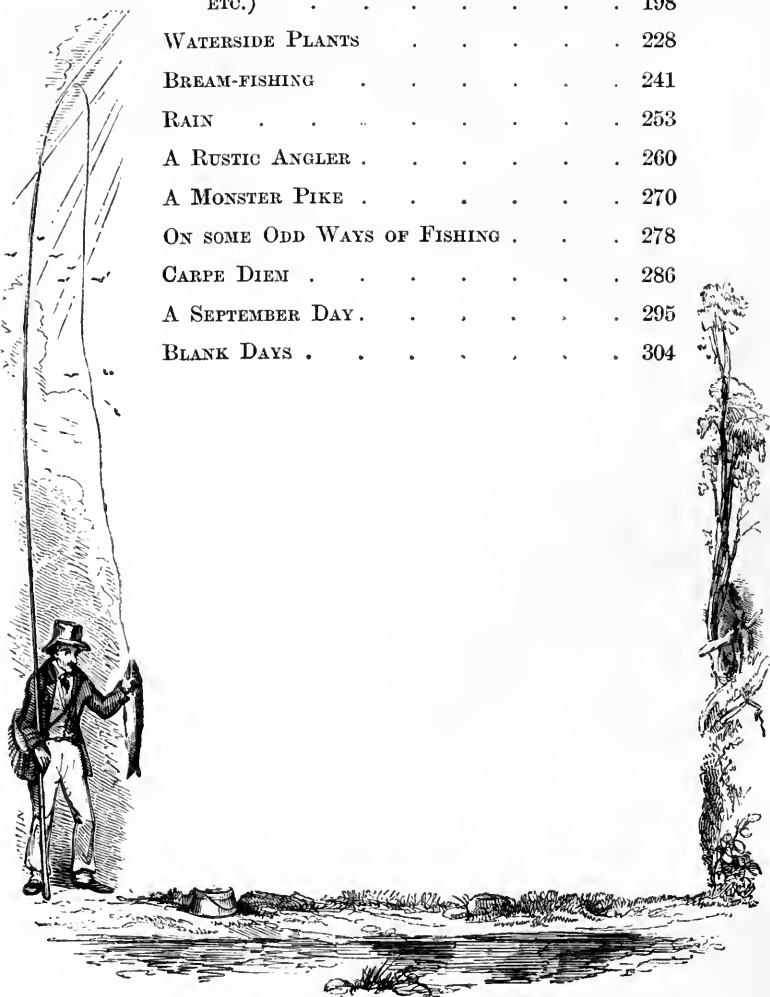 ETC.) . . . . . . . 198
WATERSIDE PLANTS . . . . . 228
BREAM-FISHING . . . . . . 241
RAIN . . . . . . . . 253
A RUSTIC ANGLER . . . . . . 260
A MONSTER PIKE . . . . . . 270
ON SOME ODD WAYS OF FISHING . . . 278
CARPE DIEM . . . . . . . 286
A SEPTEMBER DAY . . . . . . 295
BLANK DAYS . . . . . . . 304